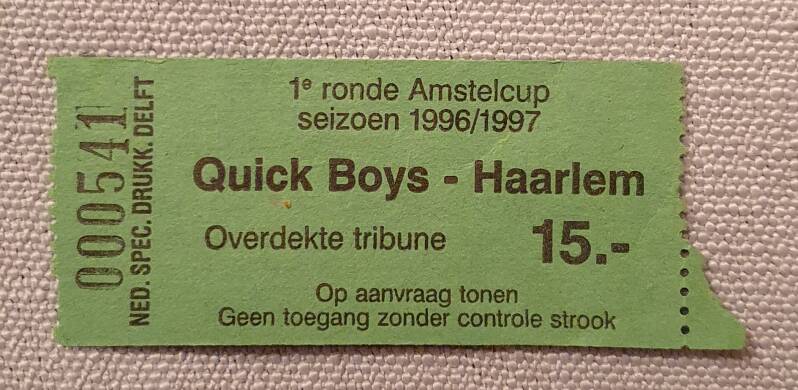 000541
NED. SPEC. DRUKK. DELFT
1e ronde Amstelcup
seizoen 1996/1997
Quick Boys - Haarlem
Overdekte tribune 15.-
Op aanvraag tonen
Geen toegang zonder controle strook